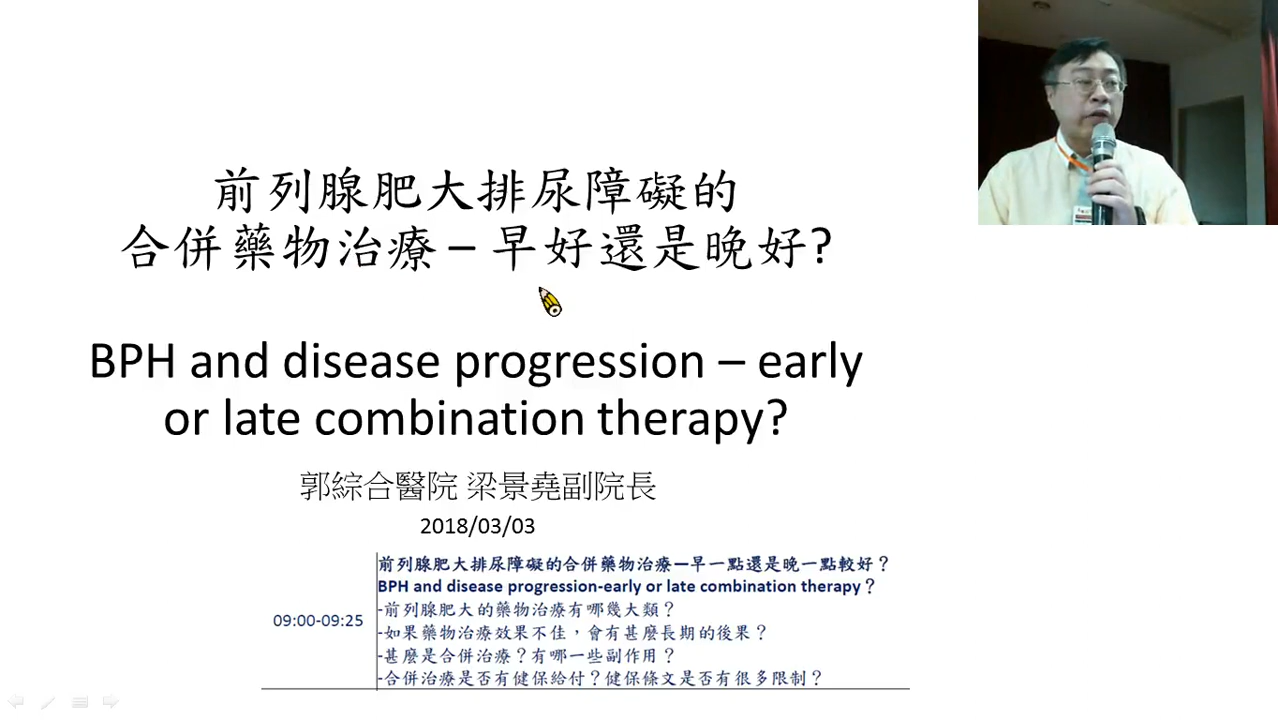 前列腺肥大排尿障礙的
合併藥物治療 – 早好還是晚好?
BPH and disease progression – early
or late combination therapy?
郭綜合醫院 梁景堯副院長
2018/03/03
09:00-09:25
前列腺肥大排尿障礙的合併藥物治療—早一點還是晚一點較好？
BPH and disease progression-early or late combination therapy？
-前列腺肥大的藥物治療有哪幾大類？
-如果藥物治療效果不佳，會有甚麼長期的後果？
-甚麼是合併治療？有哪一些副作用？
-合併治療是否有健保給付？健保條文是否有很多限制？